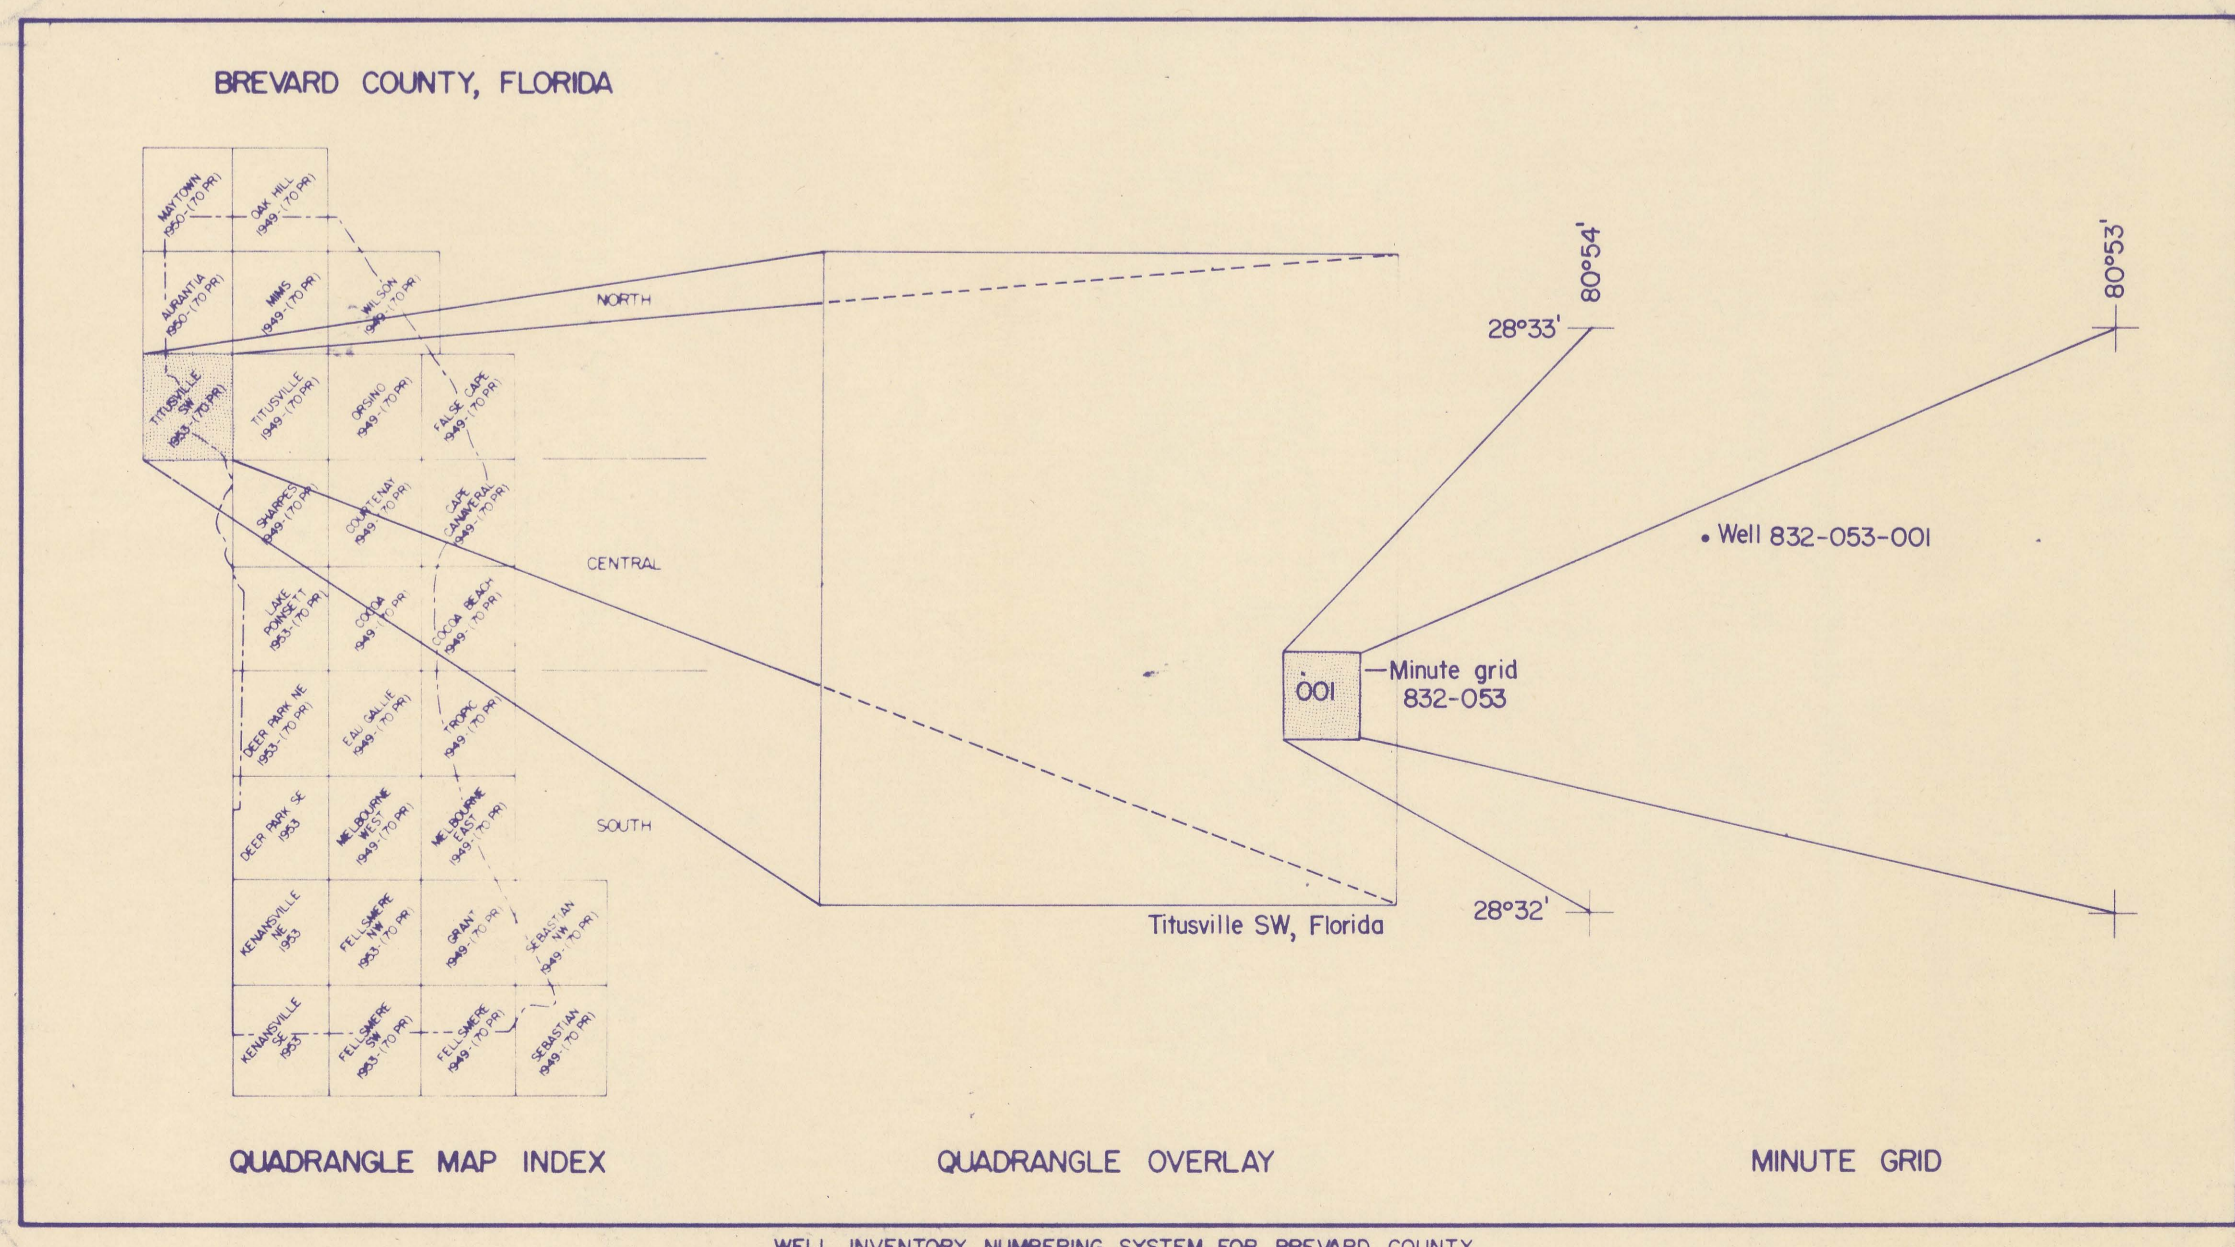 BREVARD COUNTY, FLORIDA
MAYTOWN
1950-(70 PR)
OAK HILL
1949-(70 PR)
AURANTIA
1950-(70 PR)
MIMS
1949-(70 PR)
WILSON
1949-(70 PR)
NORTH
TITUSVILLE
SW
1953-(70 PR)
TITUSVILLE
1949-(70 PR)
ORSINO
1949-(70 PR)
FALSE CAPE
1949-(70 PR)
SHARPES
1949-(70 PR)
COURTENAY
1949-(70 PR)
CAPE
CANAVERAL
1949-(70 PR)
CENTRAL
LAKE
POINSETT
1953-(70 PR)
COCOA
1949-(70 PR)
COCOA BEACH
1949-(70 PR)
DEER PARK NE
1953-(70 PR)
EAU GALLIE
1949-(70 PR)
TROPIC
1949-(70 PR)
DEER PARK SE
1953
MELBOURNE
WEST
1949-(70 PR)
MELBOURNE
EAST
1949-(70 PR)
SOUTH
KENANSVILLE
NE
1953
FELLSMERE
NW
1953-(70 PR)
GRANT
1949-(70 PR)
SEBASTIAN
NW
1949-(70 PR)
KENANSVILLE
SE
1953
FELLSMERE
SW
1953-(70 PR)
FELLSMERE
1949-(70 PR)
SEBASTIAN
1949-(70 PR)
QUADRANGLE MAP INDEX
001
Minute grid
832-053
Titusville SW, Florida
QUADRANGLE OVERLAY
80°54'
80°53'
28°33'
Well 832-053-001
28°32'
MINUTE GRID
WELL INVENTORY NUMBERING SYSTEM FOR BREVARD COUNTY